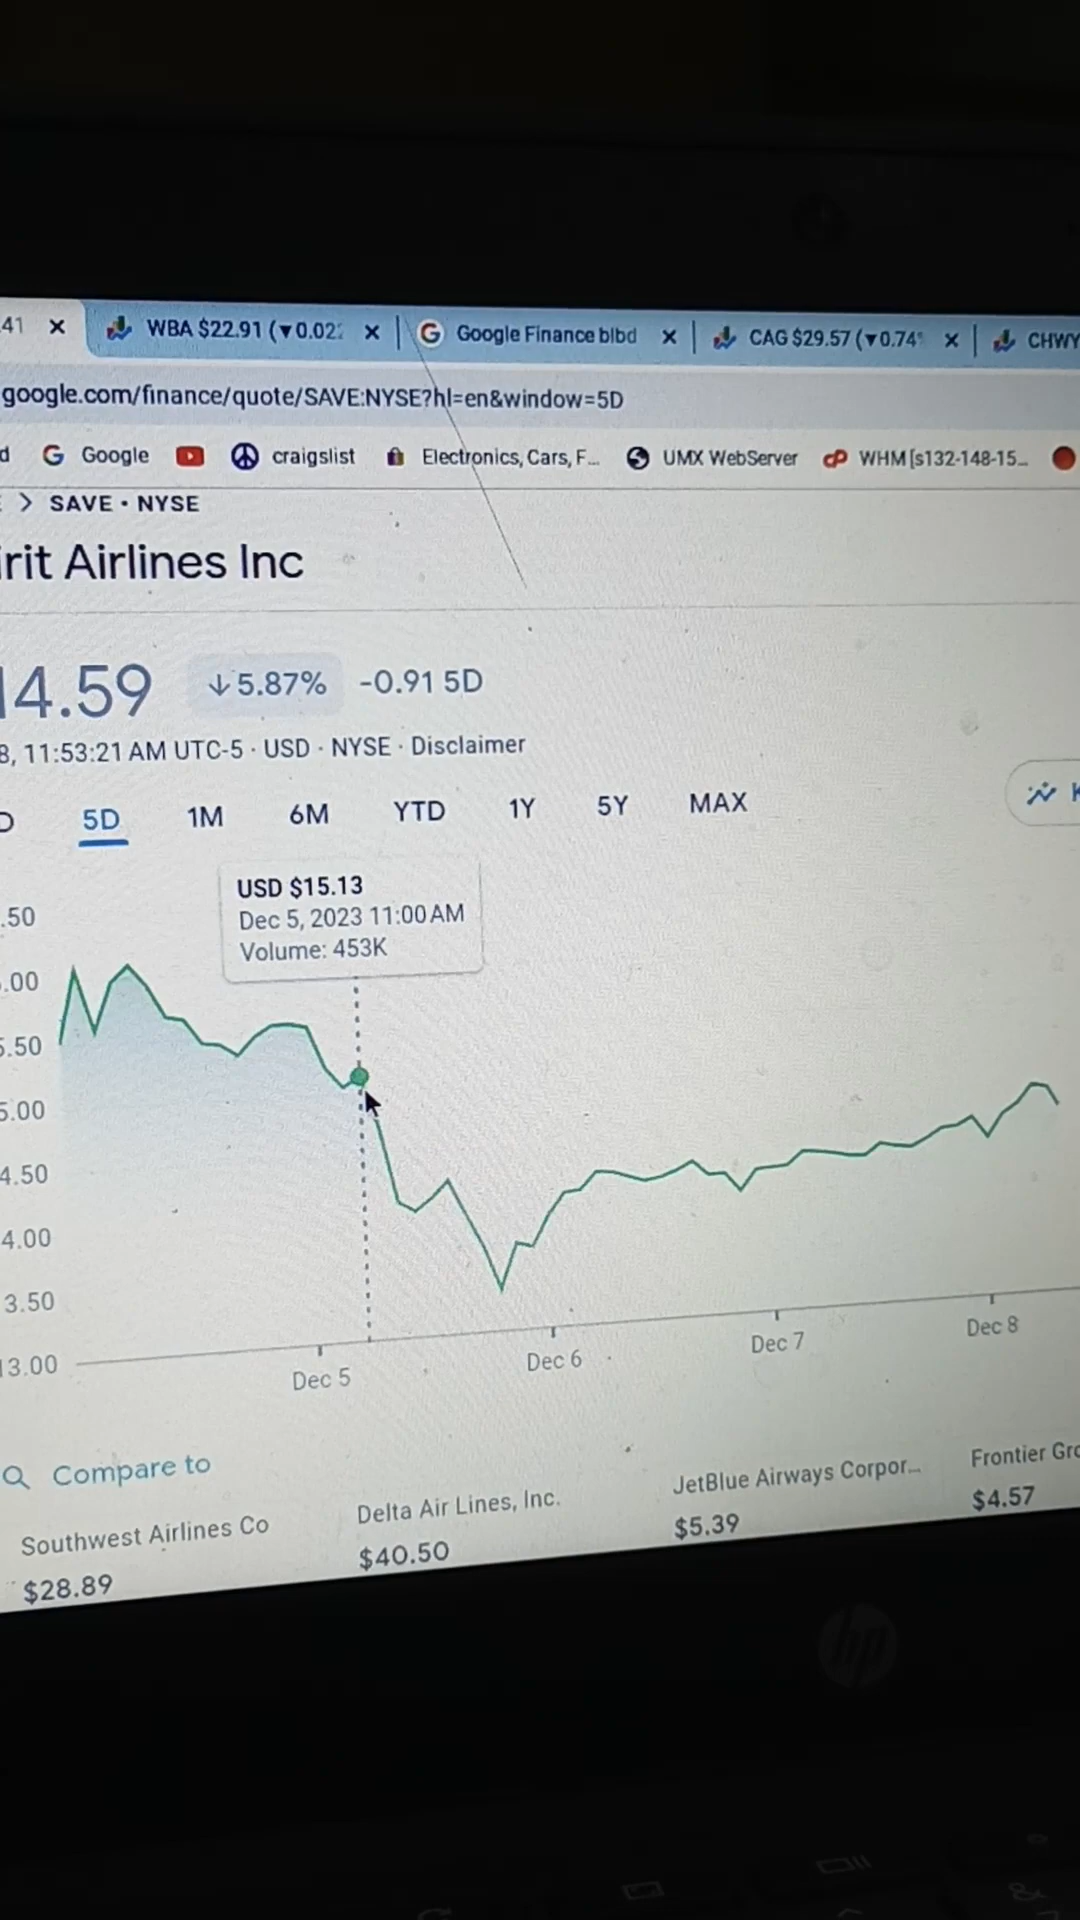 41 × WBA $22.91 (▼0.02 × G Google Finance blbd × CAG $29.57 (▼0.74 × CHWY
google.com/finance/quote/SAVE:NYSE?hl=en&window=5D
d G Google craigslist Electronics, Cars, F... UMX WebServer cP WHM [s132-148-15...
> SAVE • NYSE
irit Airlines Inc
14.59 ↓5.87% -0.91 5D
8, 11:53:21 AM UTC-5 · USD · NYSE · Disclaimer
D 5D 1M 6M YTD 1Y 5Y MAX K
USD $15.13
Dec 5, 2023 11:00 AM
Volume: 453K
.50
.00
5.50
5.00
4.50
4.00
3.50
13.00
Dec 5 Dec 6 Dec 7 Dec 8
Compare to
Southwest Airlines Co Delta Air Lines, Inc. JetBlue Airways Corpor... Frontier Gro
$28.89 $40.50 $5.39 $4.57
hp